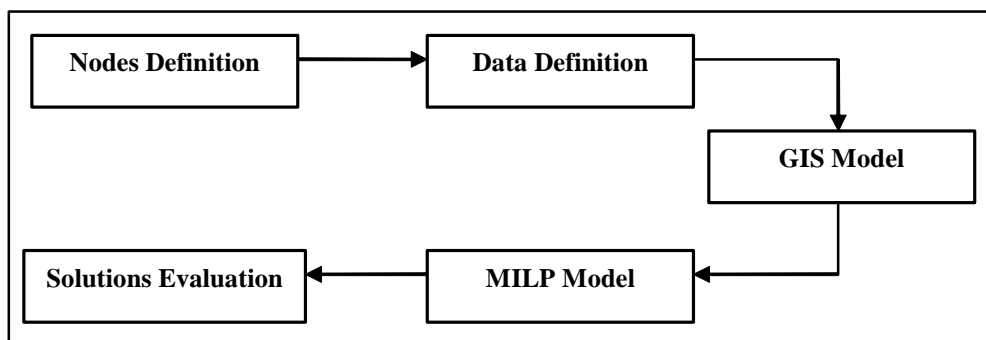 Nodes Definition
Data Definition
GIS Model
MILP Model
Solutions Evaluation